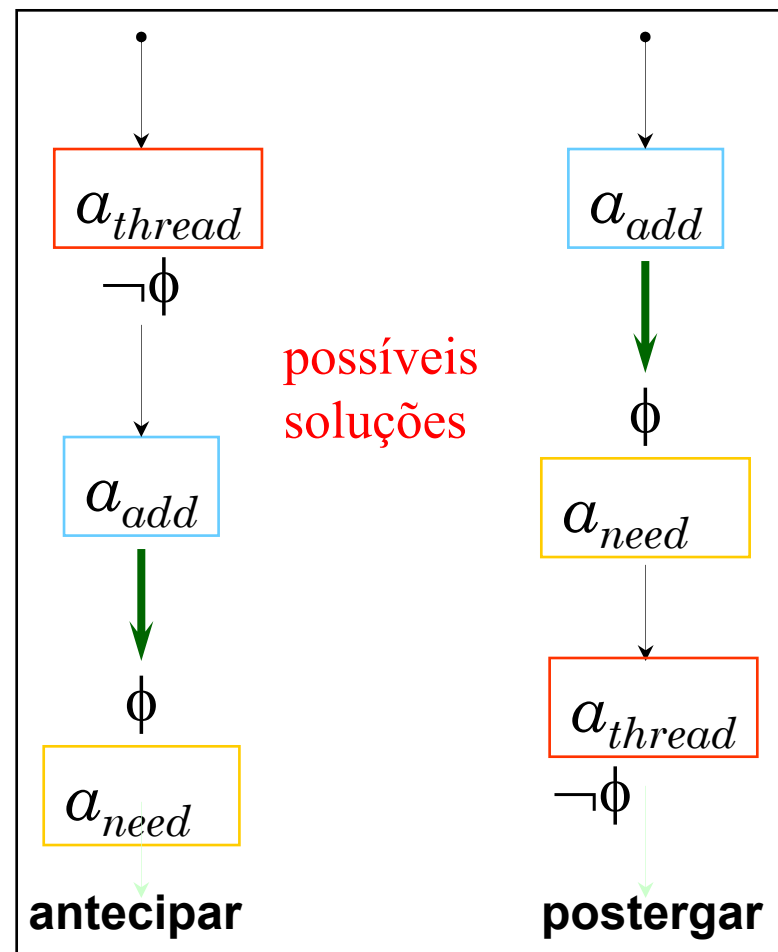 a_thread
¬ϕ
a_add
ϕ
a_need
antecipar
possíveis
soluções
a_add
ϕ
a_need
a_thread
¬ϕ
postergar